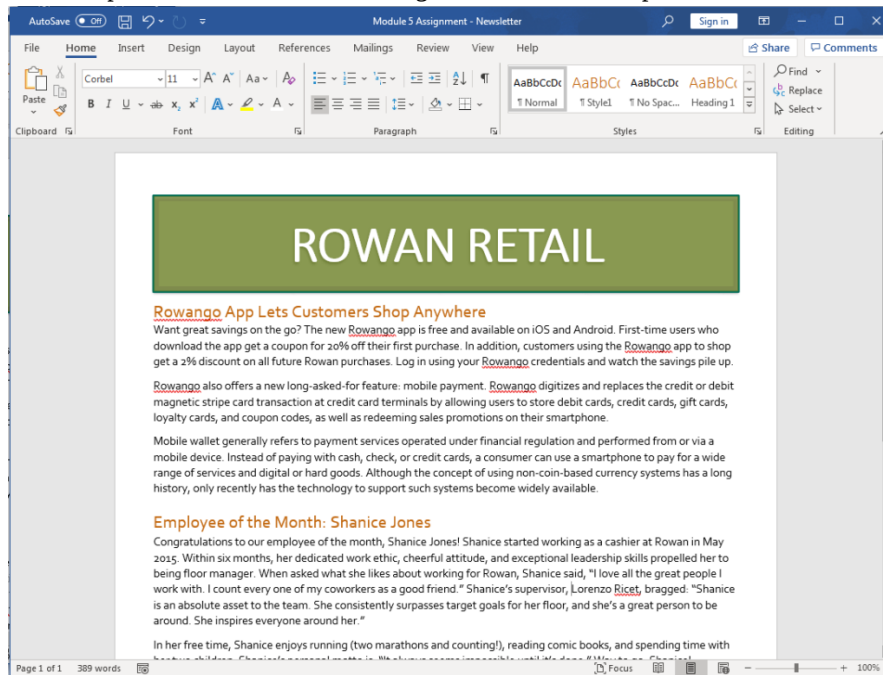 AutoSave Off Module 5 Assignment - Newsletter Sign in
File Home Insert Design Layout References Mailings Review View Help Share Comments
Paste
Clipboard
Corbel 11 A A Aa A
B I U ab x₂ x² A A
Font
Paragraph
AaBbCcDc AaBbCc AaBbCcDc AaBbCc
¶ Normal ¶ Style1 ¶ No Spac... Heading 1
Styles
Find
Replace
Select
Editing
ROWAN RETAIL
Rowango App Lets Customers Shop Anywhere
Want great savings on the go? The new Rowango app is free and available on iOS and Android. First-time users who
download the app get a coupon for 20% off their first purchase. In addition, customers using the Rowango app to shop
get a 2% discount on all future Rowan purchases. Log in using your Rowango credentials and watch the savings pile up.
Rowango also offers a new long-asked-for feature: mobile payment. Rowango digitizes and replaces the credit or debit
magnetic stripe card transaction at credit card terminals by allowing users to store debit cards, credit cards, gift cards,
loyalty cards, and coupon codes, as well as redeeming sales promotions on their smartphone.
Mobile wallet generally refers to payment services operated under financial regulation and performed from or via a
mobile device. Instead of paying with cash, check, or credit cards, a consumer can use a smartphone to pay for a wide
range of services and digital or hard goods. Although the concept of using non-coin-based currency systems has a long
history, only recently has the technology to support such systems become widely available.
Employee of the Month: Shanice Jones
Congratulations to our employee of the month, Shanice Jones! Shanice started working as a cashier at Rowan in May
2015. Within six months, her dedicated work ethic, cheerful attitude, and exceptional leadership skills propelled her to
being floor manager. When asked what she likes about working for Rowan, Shanice said, "I love all the great people I
work with. I count every one of my coworkers as a good friend." Shanice's supervisor, Lorenzo Ricet, bragged: "Shanice
is an absolute asset to the team. She consistently surpasses target goals for her floor, and she's a great person to be
around. She inspires everyone around her."
In her free time, Shanice enjoys running (two marathons and counting!), reading comic books, and spending time with
Page 1 of 1 389 words Focus 100%